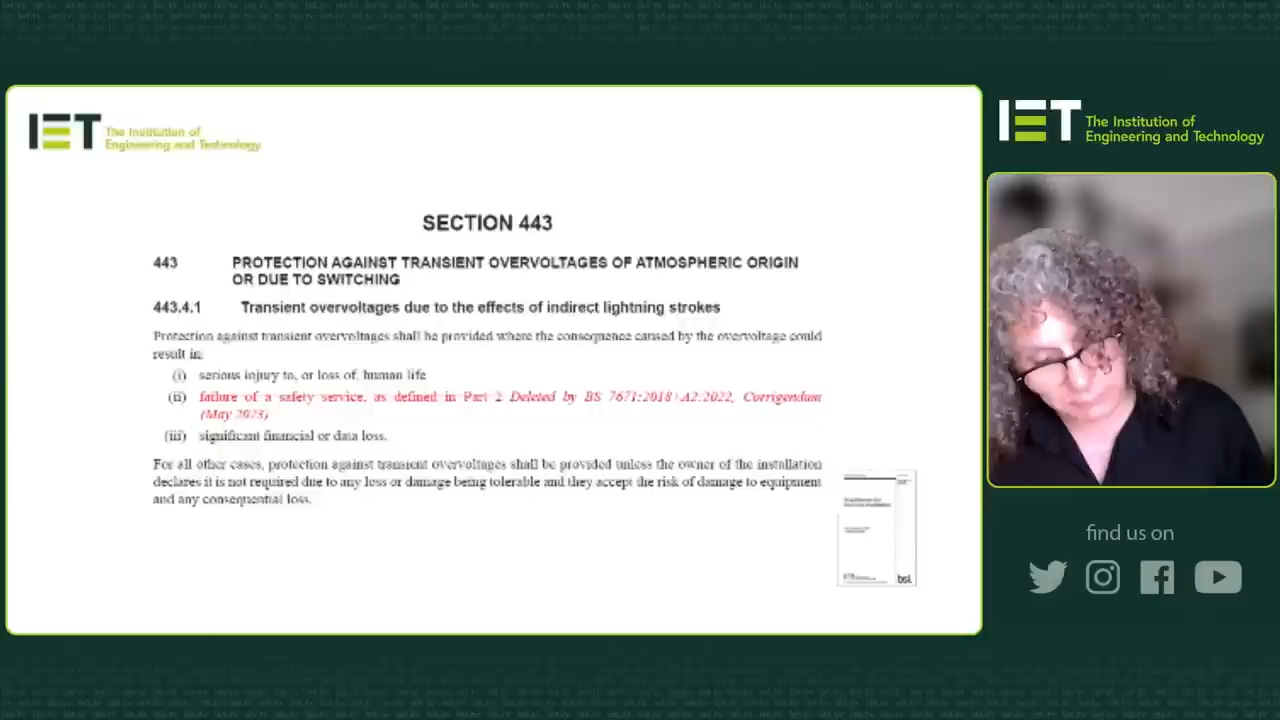 IET The Institution of
Engineering and Technology
SECTION 443
443 PROTECTION AGAINST TRANSIENT OVERVOLTAGES OF ATMOSPHERIC ORIGIN
OR DUE TO SWITCHING
443.4.1 Transient overvoltages due to the effects of indirect lightning strokes
Protection against transient overvoltages shall be provided where the consequence caused by the overvoltage could
result in:
(i) serious injury to, or loss of, human life
(ii) failure of a safety service, as defined in Part 2 Deleted by BS 7671:2018+A2:2022, Corrigendum
(May 2023)
(iii) significant financial or data loss.
For all other cases, protection against transient overvoltages shall be provided unless the owner of the installation
declares it is not required due to any loss or damage being tolerable and they accept the risk of damage to equipment
and any consequential loss.
bsi.
IET The Institution of
Engineering and Technology
find us on